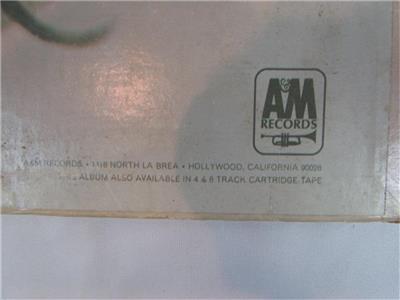 A&M
RECORDS
A&M RECORDS • 1416 NORTH LA BREA • HOLLYWOOD, CALIFORNIA 90028
ALBUM ALSO AVAILABLE IN 4 & 8 TRACK CARTRIDGE TAPE